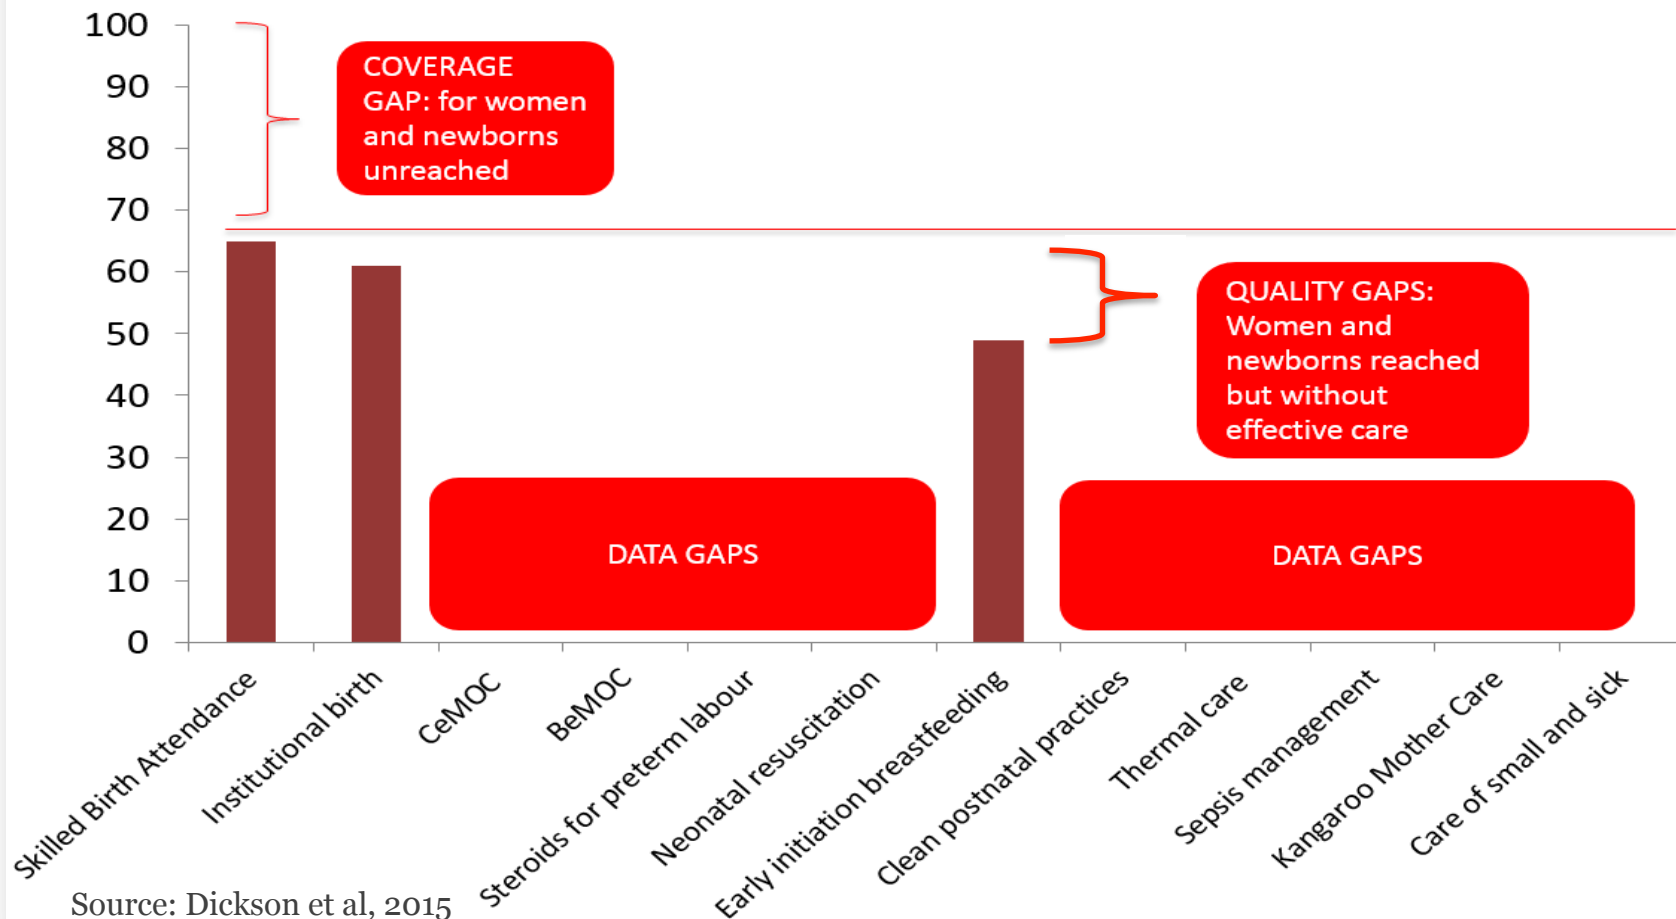 100
90
80
70
60
50
40
30
20
10
0
COVERAGE
GAP: for women
and newborns
unreached
QUALITY GAPS:
Women and
newborns reached
but without
effective care
DATA GAPS
DATA GAPS
Skilled Birth Attendance
Institutional birth
CeMOC
BeMOC
Steroids for preterm labour
Neonatal resuscitation
Early initiation breastfeeding
Clean postnatal practices
Thermal care
Sepsis management
Kangaroo Mother Care
Care of small and sick
Source: Dickson et al, 2015